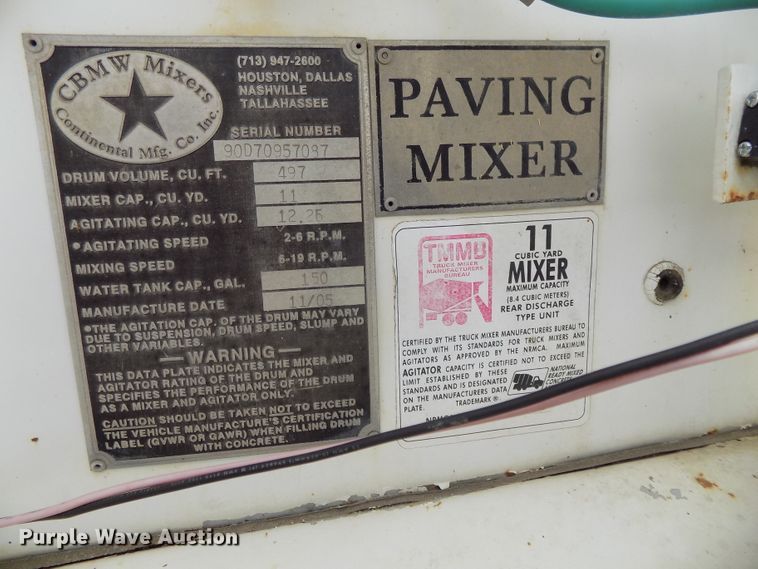 CBMW Mixers
Continental Mfg. Co. Inc.
(713) 947-2600
HOUSTON, DALLAS
NASHVILLE
TALLAHASSEE
SERIAL NUMBER
90D70957087
DRUM VOLUME, CU. FT. 497
MIXER CAP., CU. YD. 11
AGITATING CAP., CU. YD. 12.26
•AGITATING SPEED 2-6 R.P.M.
MIXING SPEED 6-19 R.P.M.
WATER TANK CAP., GAL. 150
MANUFACTURE DATE 11/05
•THE AGITATION CAP. OF THE DRUM MAY VARY
DUE TO SUSPENSION, DRUM SPEED, SLUMP AND
OTHER VARIABLES.
— WARNING —
THIS DATA PLATE INDICATES THE MIXER AND
AGITATOR RATING OF THE DRUM AND
SPECIFIES THE PERFORMANCE OF THE DRUM
AS A MIXER AND AGITATOR ONLY.
CAUTION SHOULD BE TAKEN NOT TO EXCEED
THE VEHICLE MANUFACTURE'S CERTIFICATION
LABEL (GVWR OR GAWR) WHEN FILLING DRUM
WITH CONCRETE.
PAVING
MIXER
TMMB
TRUCK MIXER
MANUFACTURERS
BUREAU
11
CUBIC YARD
MIXER
MAXIMUM CAPACITY
(8.4 CUBIC METERS)
REAR DISCHARGE
TYPE UNIT
CERTIFIED BY THE TRUCK MIXER MANUFACTURERS BUREAU TO
COMPLY WITH ITS STANDARDS FOR TRUCK MIXERS AND
AGITATORS AS APPROVED BY THE NRMCA. MAXIMUM
AGITATOR CAPACITY IS CERTIFIED NOT TO EXCEED THE
LIMIT ESTABLISHED BY THESE
STANDARDS AND IS DESIGNATED
ON THE MANUFACTURERS DATA
PLATE. TRADEMARK ®.
NATIONAL
READY MIXED
CONCRETE
Purple Wave Auction